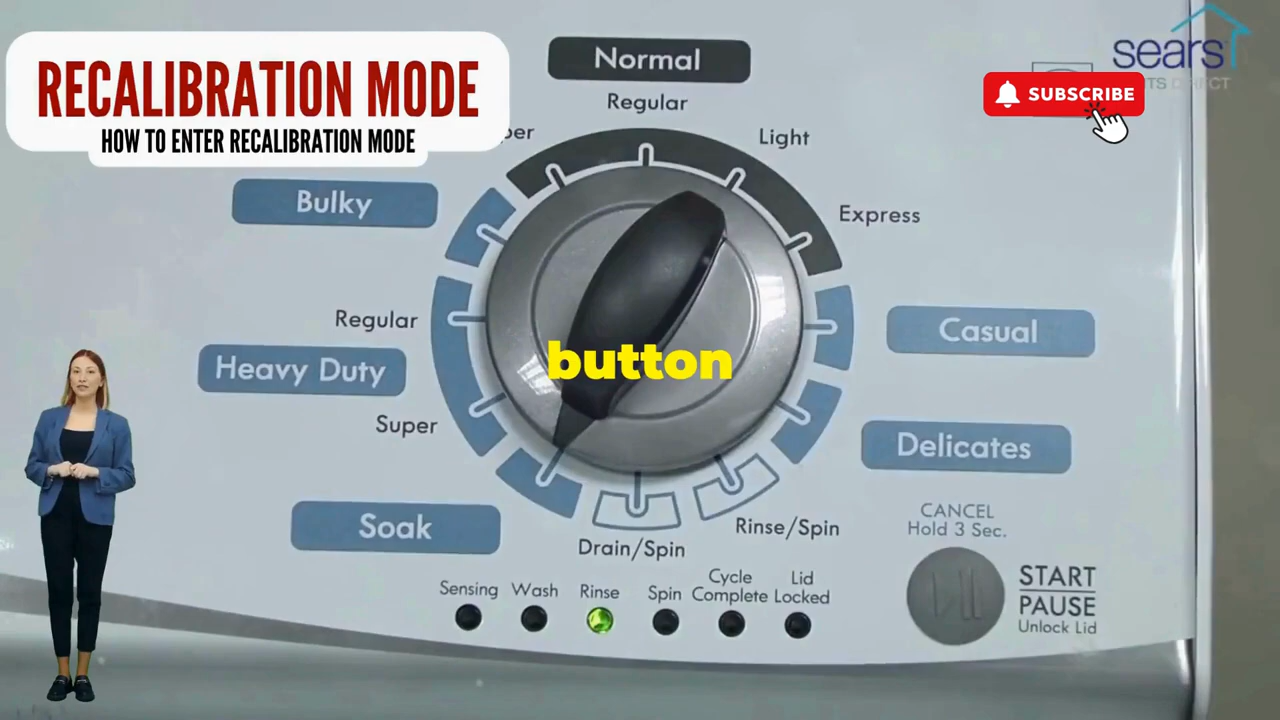 RECALIBRATION MODE
HOW TO ENTER RECALIBRATION MODE
sears
SUBSCRIBE
Normal
Regular
Light
Bulky
Express
Regular
Casual
button
Heavy Duty
Super
Delicates
Soak
CANCEL
Hold 3 Sec.
Rinse/Spin
Drain/Spin
Sensing
Wash
Rinse
Spin
Cycle
Complete
Lid
Locked
START
PAUSE
Unlock Lid